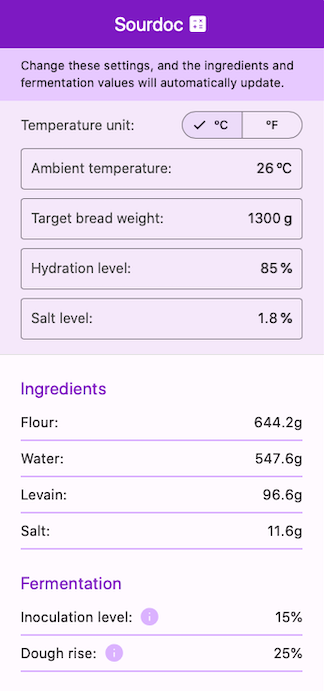 Sourdoc
Change these settings, and the ingredients and
fermentation values will automatically update.
Temperature unit: °C °F
Ambient temperature: 26 °C
Target bread weight: 1300 g
Hydration level: 85 %
Salt level: 1.8 %
Ingredients
Flour: 644.2g
Water: 547.6g
Levain: 96.6g
Salt: 11.6g
Fermentation
Inoculation level: i 15%
Dough rise: i 25%